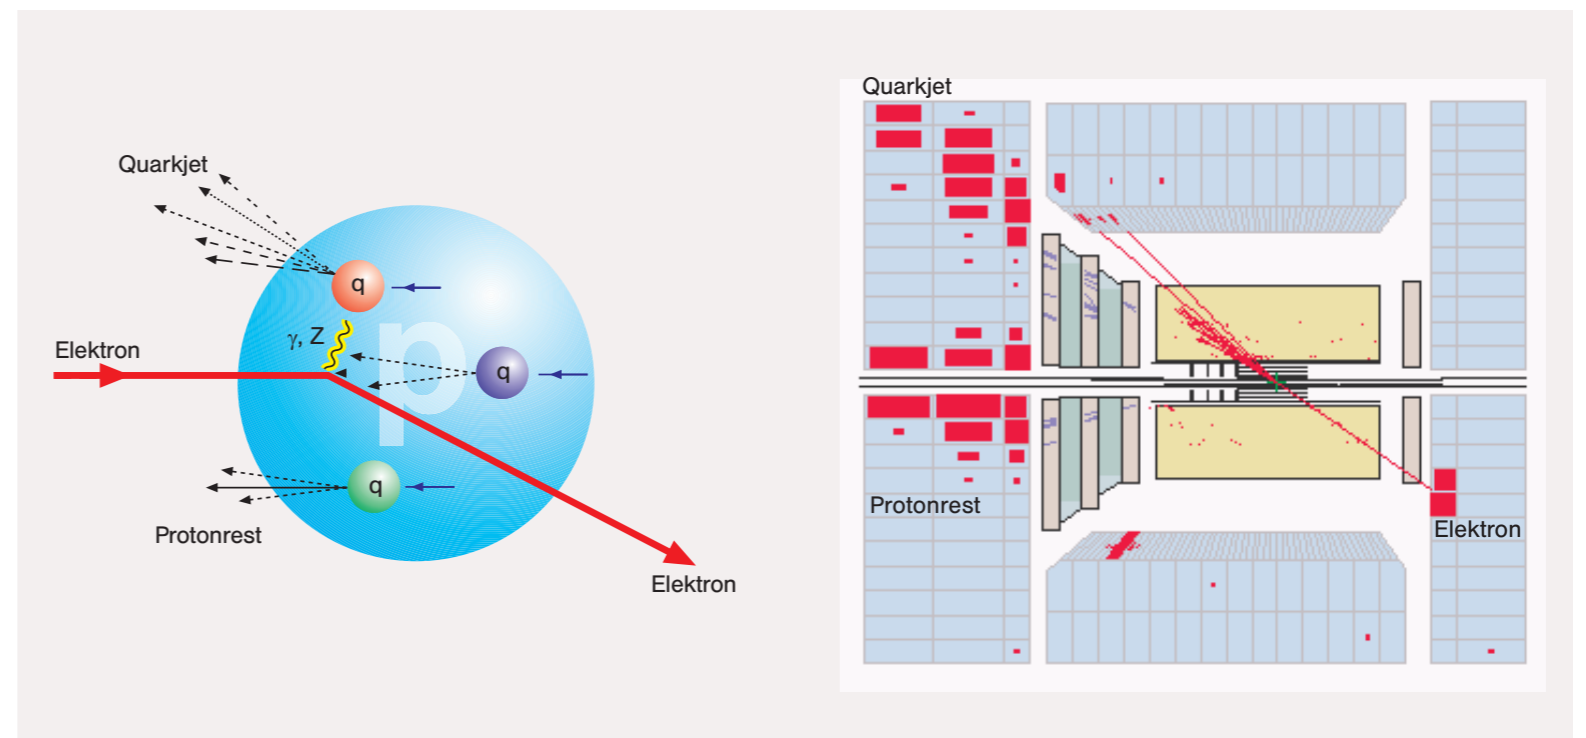 Quarkjet
q
γ, Z
p
Elektron
q
q
Protonrest
Elektron
Quarkjet
Protonrest
Elektron